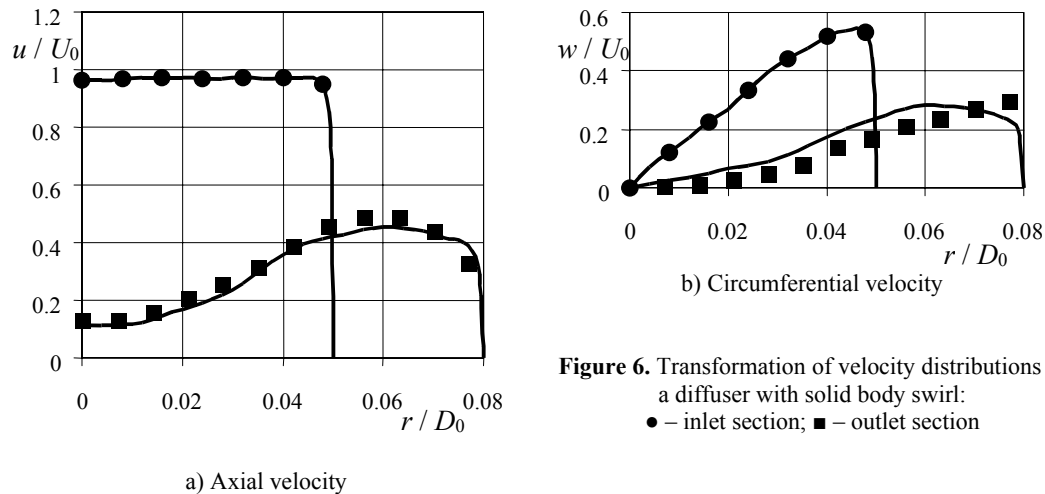 1.2
u / U0
1
0.8
0.6
0.4
0.2
0
0 0.02 0.04 0.06 0.08
r / D0
a) Axial velocity
0.6
w / U0
0.4
0.2
0
0 0.02 0.04 0.06 0.08
r / D0
b) Circumferential velocity
Figure 6. Transformation of velocity distributions
a diffuser with solid body swirl:
● – inlet section; ■ – outlet section